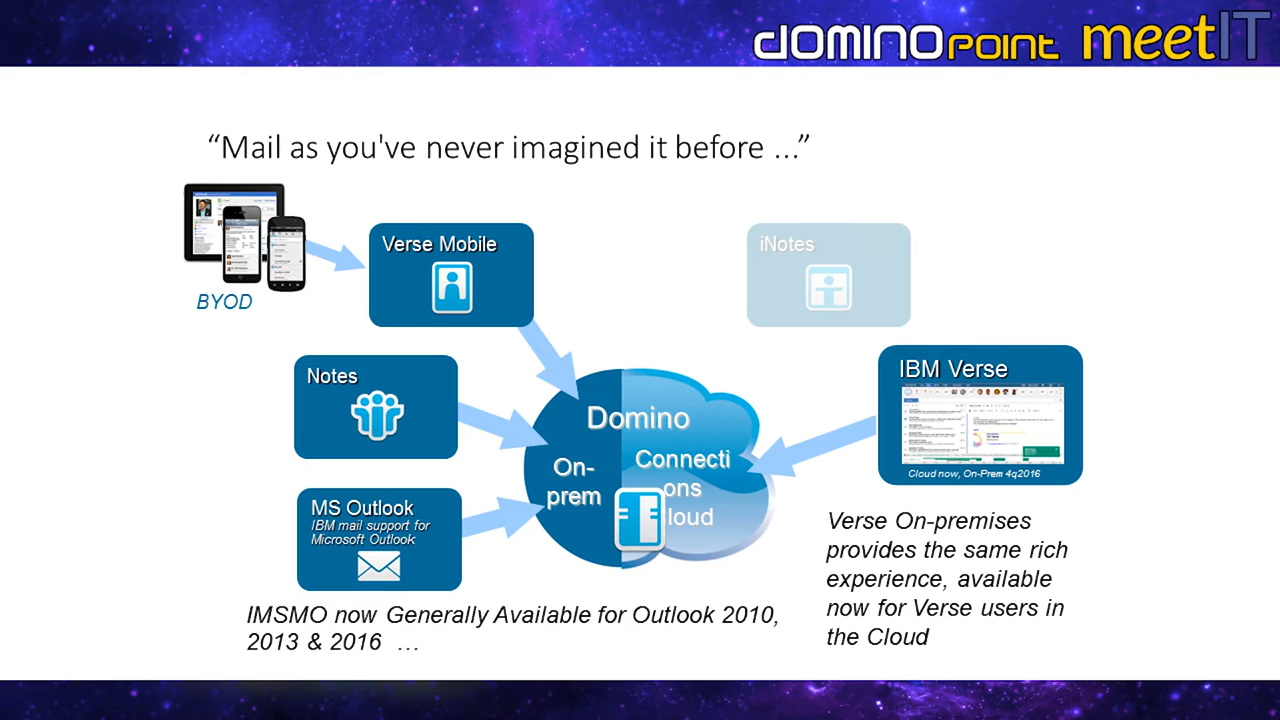 dominopoint meetIT
“Mail as you've never imagined it before ...”
BYOD
Verse Mobile
iNotes
Notes
IBM Verse
Cloud now, On-Prem 4q2016
Domino
On-
prem
Connecti
ons
loud
MS Outlook
IBM mail support for
Microsoft Outlook
Verse On-premises
provides the same rich
experience, available
now for Verse users in
the Cloud
IMSMO now Generally Available for Outlook 2010,
2013 & 2016 …